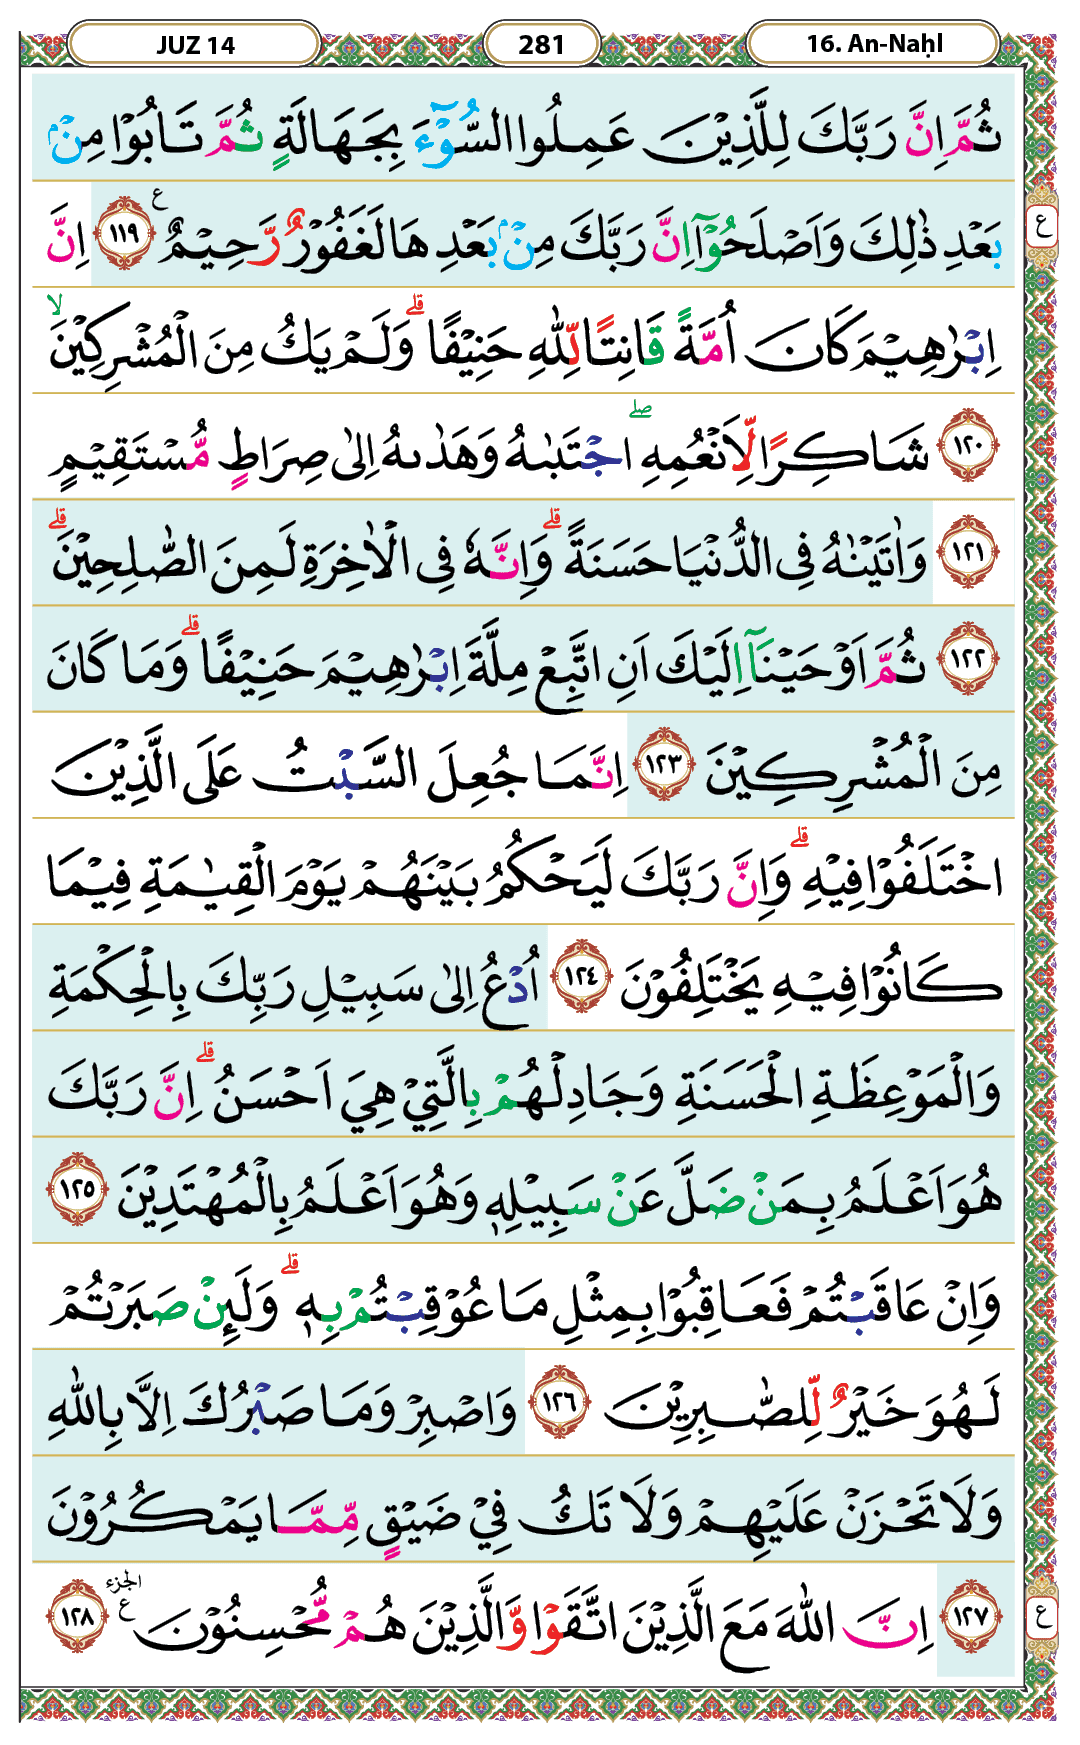 JUZ 14 281 16. An-Naḥl
ثُمَّ اِنَّ رَبَّكَ لِلَّذِيْنَ عَمِلُوا السُّوْۤءَ بِجَهَالَةٍ ثُمَّ تَابُوْا مِنْۢ
بَعْدِ ذٰلِكَ وَاَصْلَحُوْٓا اِنَّ رَبَّكَ مِنْۢ بَعْدِهَا لَغَفُوْرٌ رَّحِيْمٌ ࣖ ١١٩ اِنَّ
اِبْرٰهِيْمَ كَانَ اُمَّةً قَانِتًا لِّلّٰهِ حَنِيْفًاۗ وَلَمْ يَكُ مِنَ الْمُشْرِكِيْنَۙ
١٢٠ شَاكِرًا لِّاَنْعُمِهِۖ اجْتَبٰىهُ وَهَدٰىهُ اِلٰى صِرَاطٍ مُّسْتَقِيْمٍ
١٢١ وَاٰتَيْنٰهُ فِى الدُّنْيَا حَسَنَةًۗ وَاِنَّهٗ فِى الْاٰخِرَةِ لَمِنَ الصّٰلِحِيْنَۗ
١٢٢ ثُمَّ اَوْحَيْنَآ اِلَيْكَ اَنِ اتَّبِعْ مِلَّةَ اِبْرٰهِيْمَ حَنِيْفًاۗ وَمَا كَانَ
مِنَ الْمُشْرِكِيْنَ ١٢٣ اِنَّمَا جُعِلَ السَّبْتُ عَلَى الَّذِيْنَ
اخْتَلَفُوْا فِيْهِۗ وَاِنَّ رَبَّكَ لَيَحْكُمُ بَيْنَهُمْ يَوْمَ الْقِيٰمَةِ فِيْمَا
كَانُوْا فِيْهِ يَخْتَلِفُوْنَ ١٢٤ اُدْعُ اِلٰى سَبِيْلِ رَبِّكَ بِالْحِكْمَةِ
وَالْمَوْعِظَةِ الْحَسَنَةِ وَجَادِلْهُمْ بِالَّتِيْ هِيَ اَحْسَنُۗ اِنَّ رَبَّكَ
هُوَ اَعْلَمُ بِمَنْ ضَلَّ عَنْ سَبِيْلِهٖ وَهُوَ اَعْلَمُ بِالْمُهْتَدِيْنَ ١٢٥
وَاِنْ عَاقَبْتُمْ فَعَاقِبُوْا بِمِثْلِ مَا عُوْقِبْتُمْ بِهٖۗ وَلَىِٕنْ صَبَرْتُمْ
لَهُوَ خَيْرٌ لِّلصّٰبِرِيْنَ ١٢٦ وَاصْبِرْ وَمَا صَبْرُكَ اِلَّا بِاللّٰهِ
وَلَا تَحْزَنْ عَلَيْهِمْ وَلَا تَكُ فِيْ ضَيْقٍ مِّمَّا يَمْكُرُوْنَ
١٢٧ اِنَّ اللّٰهَ مَعَ الَّذِيْنَ اتَّقَوْا وَّالَّذِيْنَ هُمْ مُّحْسِنُوْنَ ࣖ الجزء ١٢٨
ع
ع